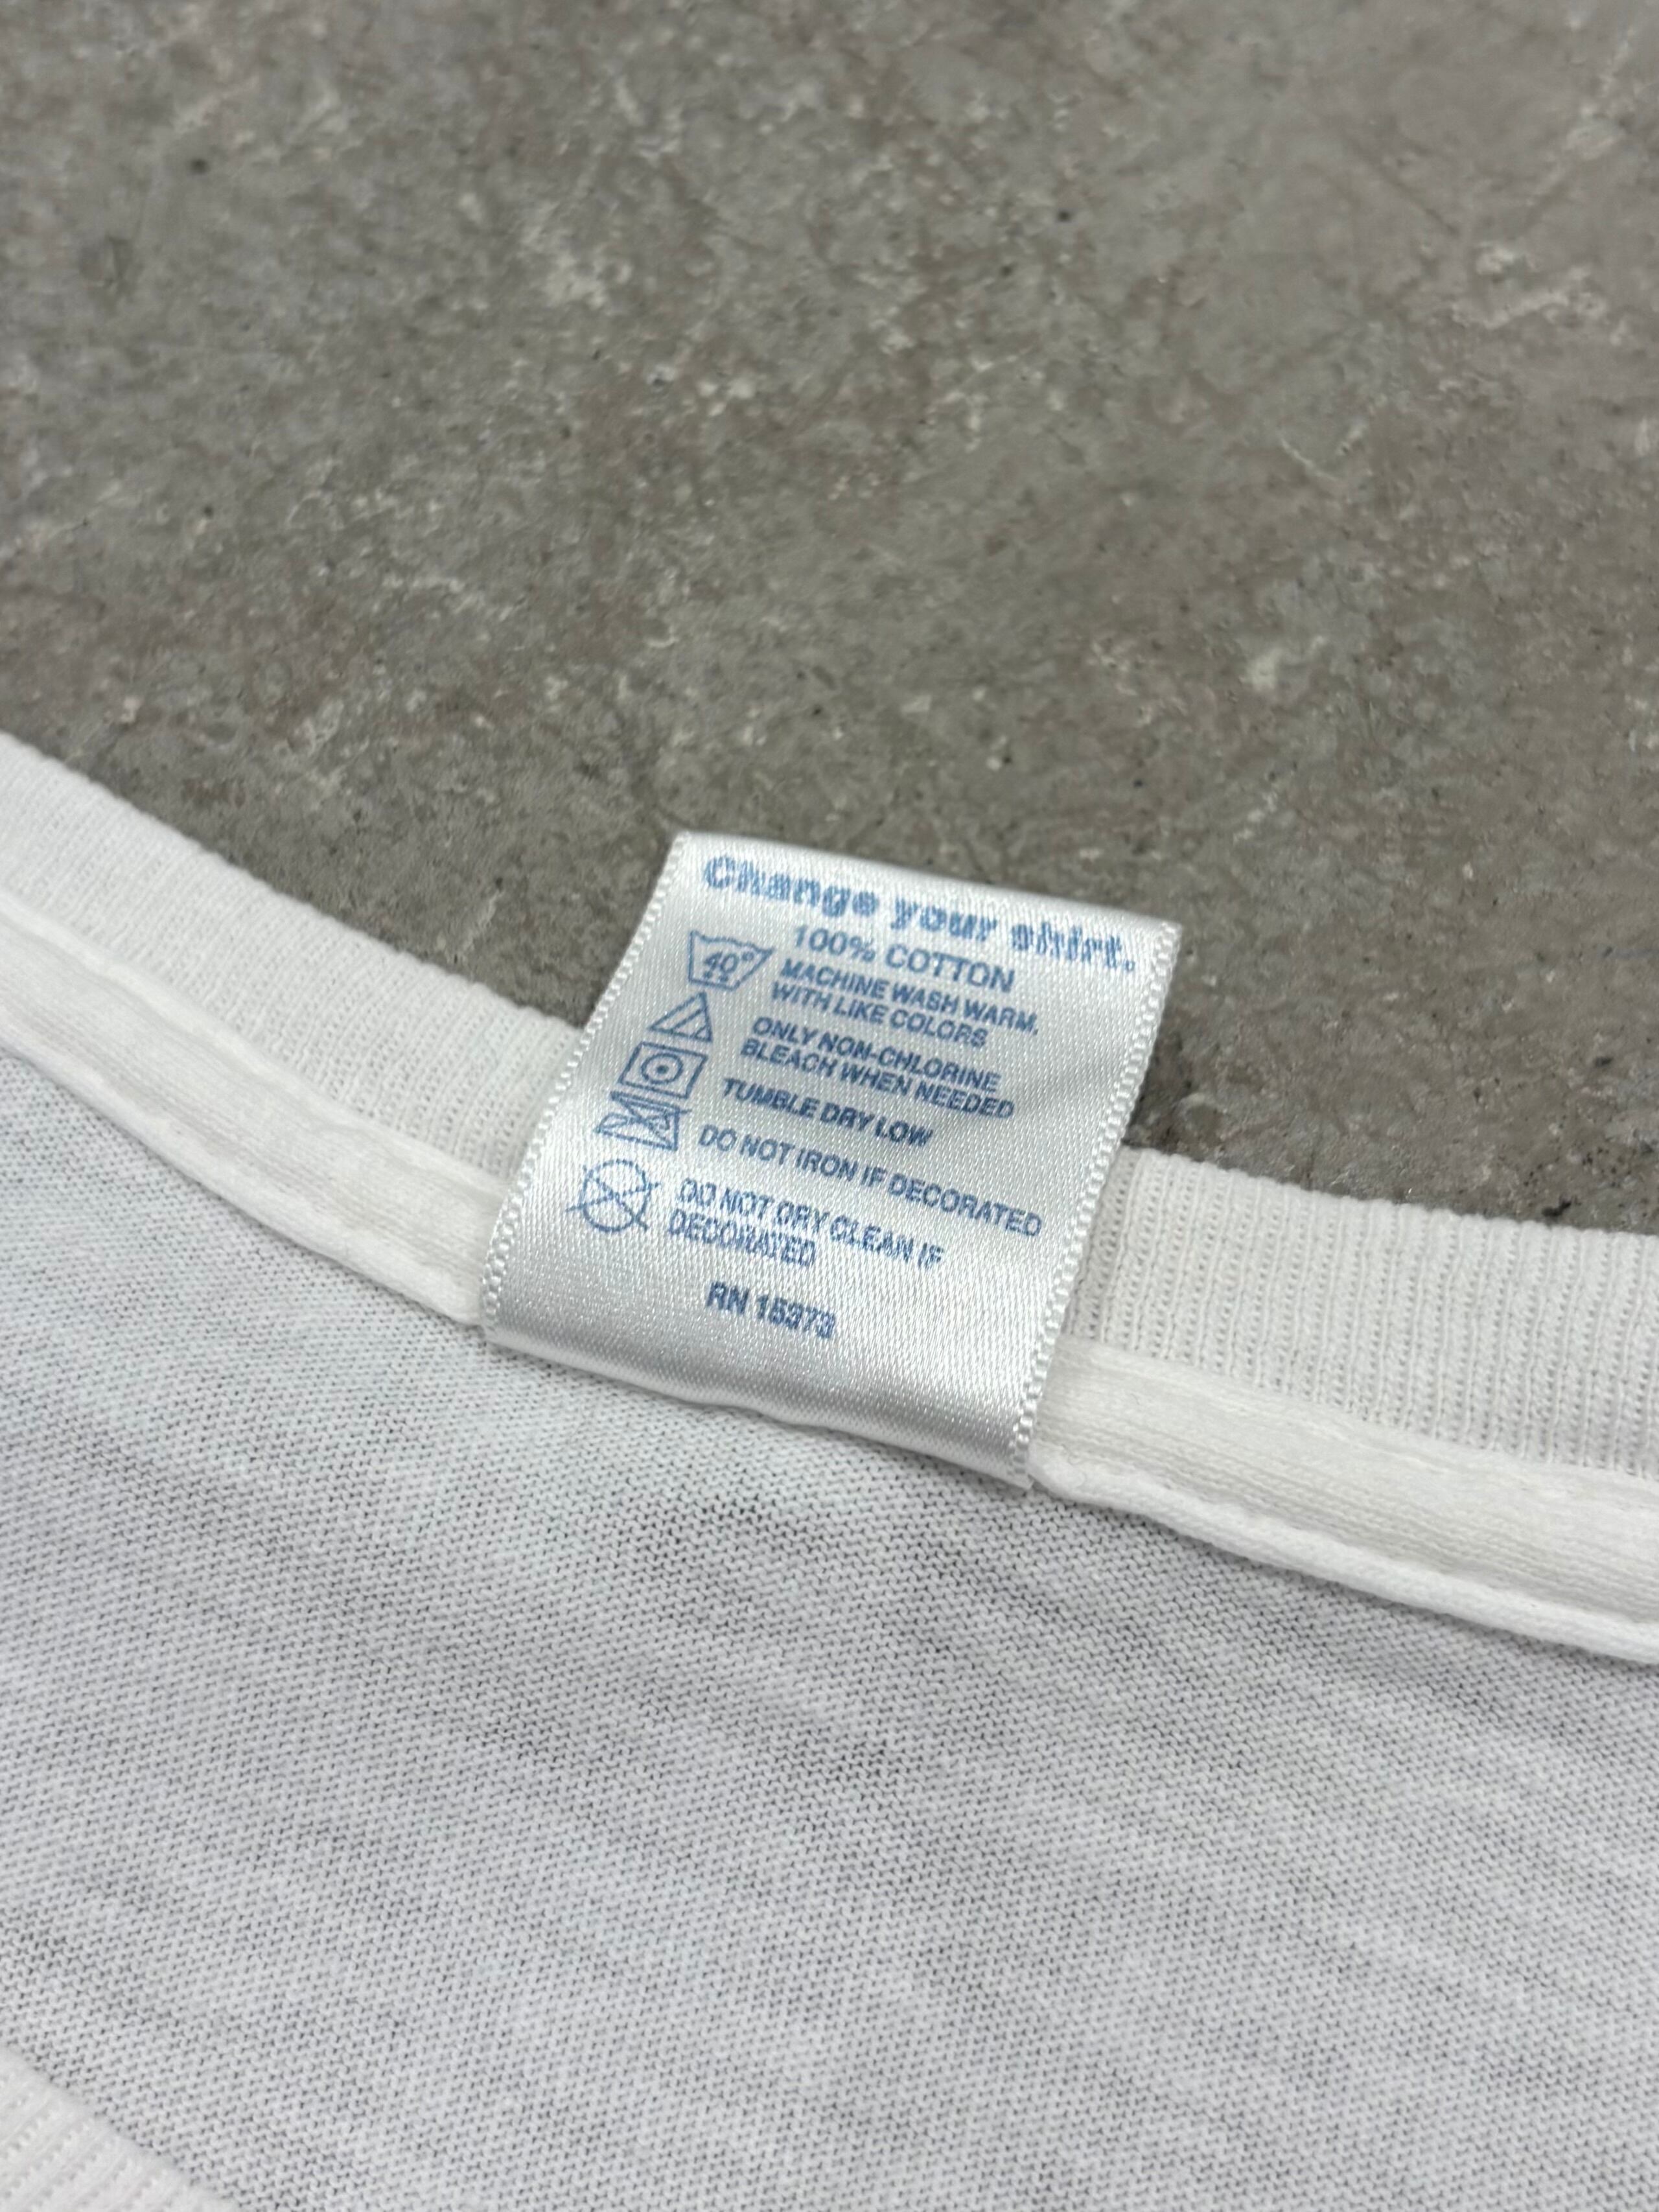 Change your shirt.
100% COTTON
40°
MACHINE WASH WARM,
WITH LIKE COLORS
ONLY NON-CHLORINE
BLEACH WHEN NEEDED
TUMBLE DRY LOW
DO NOT IRON IF DECORATED
DO NOT DRY CLEAN IF
DECORATED
RN 15373